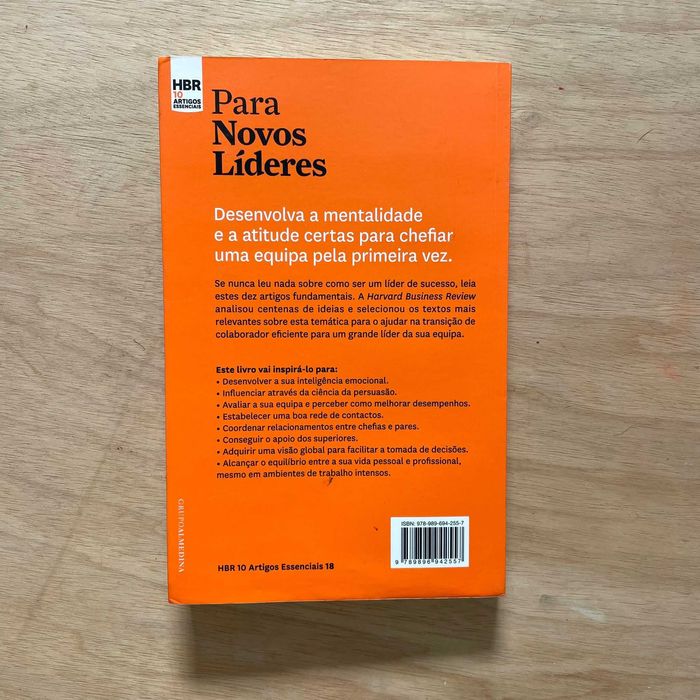 HBR
10
ARTIGOS
ESSENCIAIS
Para
Novos
Líderes
Desenvolva a mentalidade
e a atitude certas para chefiar
uma equipa pela primeira vez.
Se nunca leu nada sobre como ser um líder de sucesso, leia
estes dez artigos fundamentais. A Harvard Business Review
analisou centenas de ideias e selecionou os textos mais
relevantes sobre esta temática para o ajudar na transição de
colaborador eficiente para um grande líder da sua equipa.
Este livro vai inspirá-lo para:
• Desenvolver a sua inteligência emocional.
• Influenciar através da ciência da persuasão.
• Avaliar a sua equipa e perceber como melhorar desempenhos.
• Estabelecer uma boa rede de contactos.
• Coordenar relacionamentos entre chefias e pares.
• Conseguir o apoio dos superiores.
• Adquirir uma visão global para facilitar a tomada de decisões.
• Alcançar o equilíbrio entre a sua vida pessoal e profissional,
mesmo em ambientes de trabalho intensos.
GRUPOALMEDINA
ISBN: 978-989-694-255-7
9 789896 942557
HBR 10 Artigos Essenciais 18